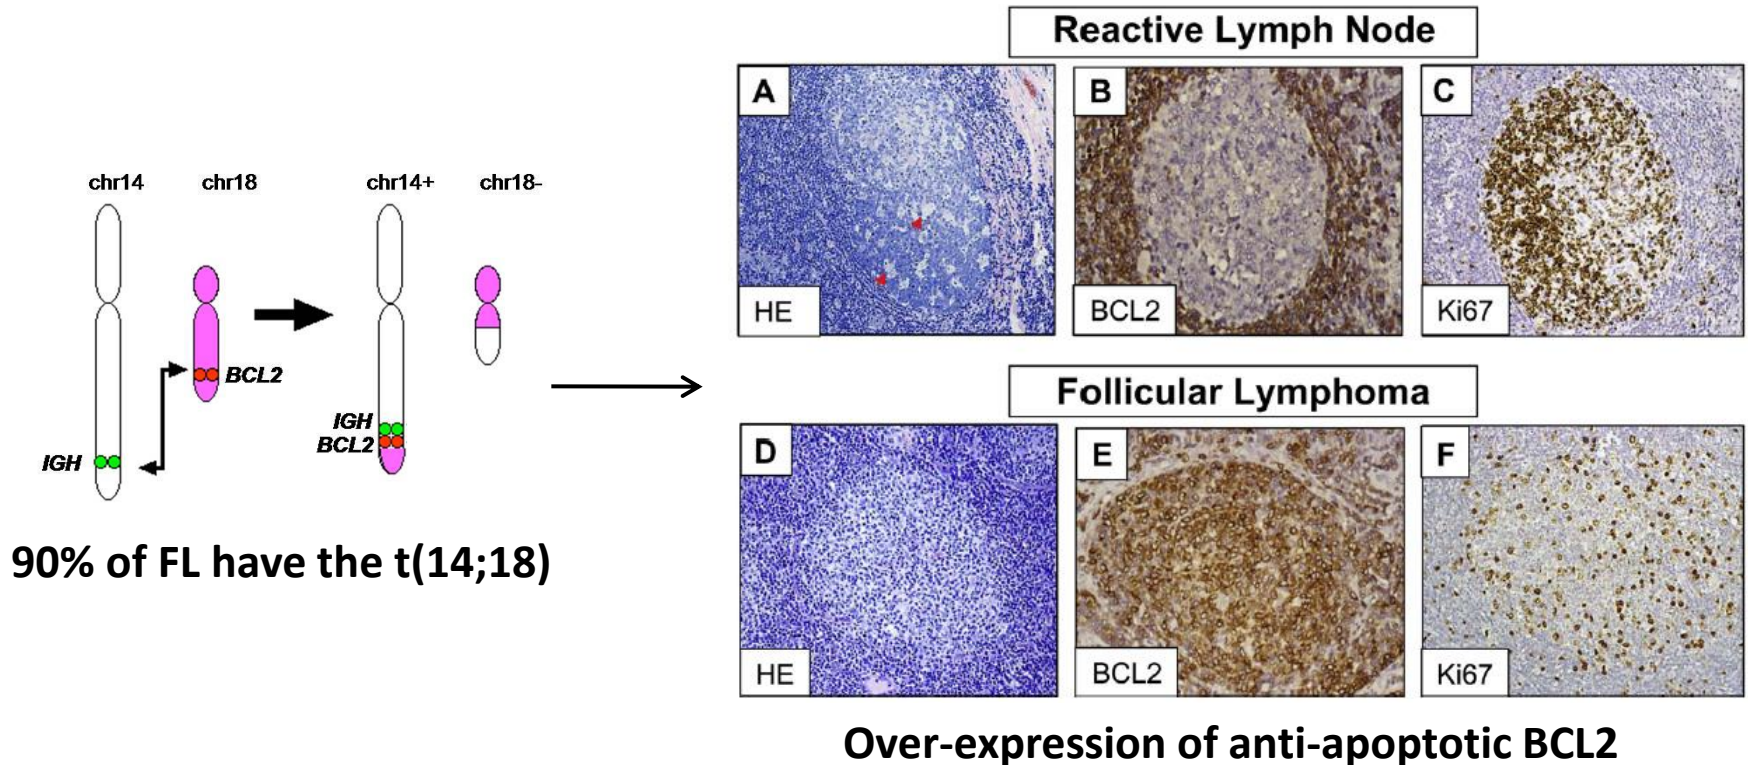 chr14
chr18
chr14+
chr18-
BCL2
IGH
IGH
BCL2
90% of FL have the t(14;18)
Reactive Lymph Node
A
HE
B
BCL2
C
Ki67
Follicular Lymphoma
D
HE
E
BCL2
F
Ki67
Over-expression of anti-apoptotic BCL2